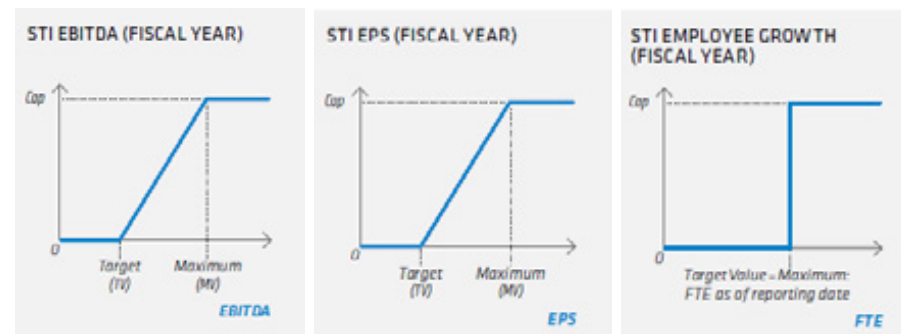 STI EBITDA (FISCAL YEAR)
Cap
0
Target
(TV)
Maximum
(MV)
EBITDA
STI EPS (FISCAL YEAR)
Cap
0
Target
(TV)
Maximum
(MV)
EPS
STI EMPLOYEE GROWTH
(FISCAL YEAR)
Cap
0
Target Value = Maximum:
FTE as of reporting date
FTE